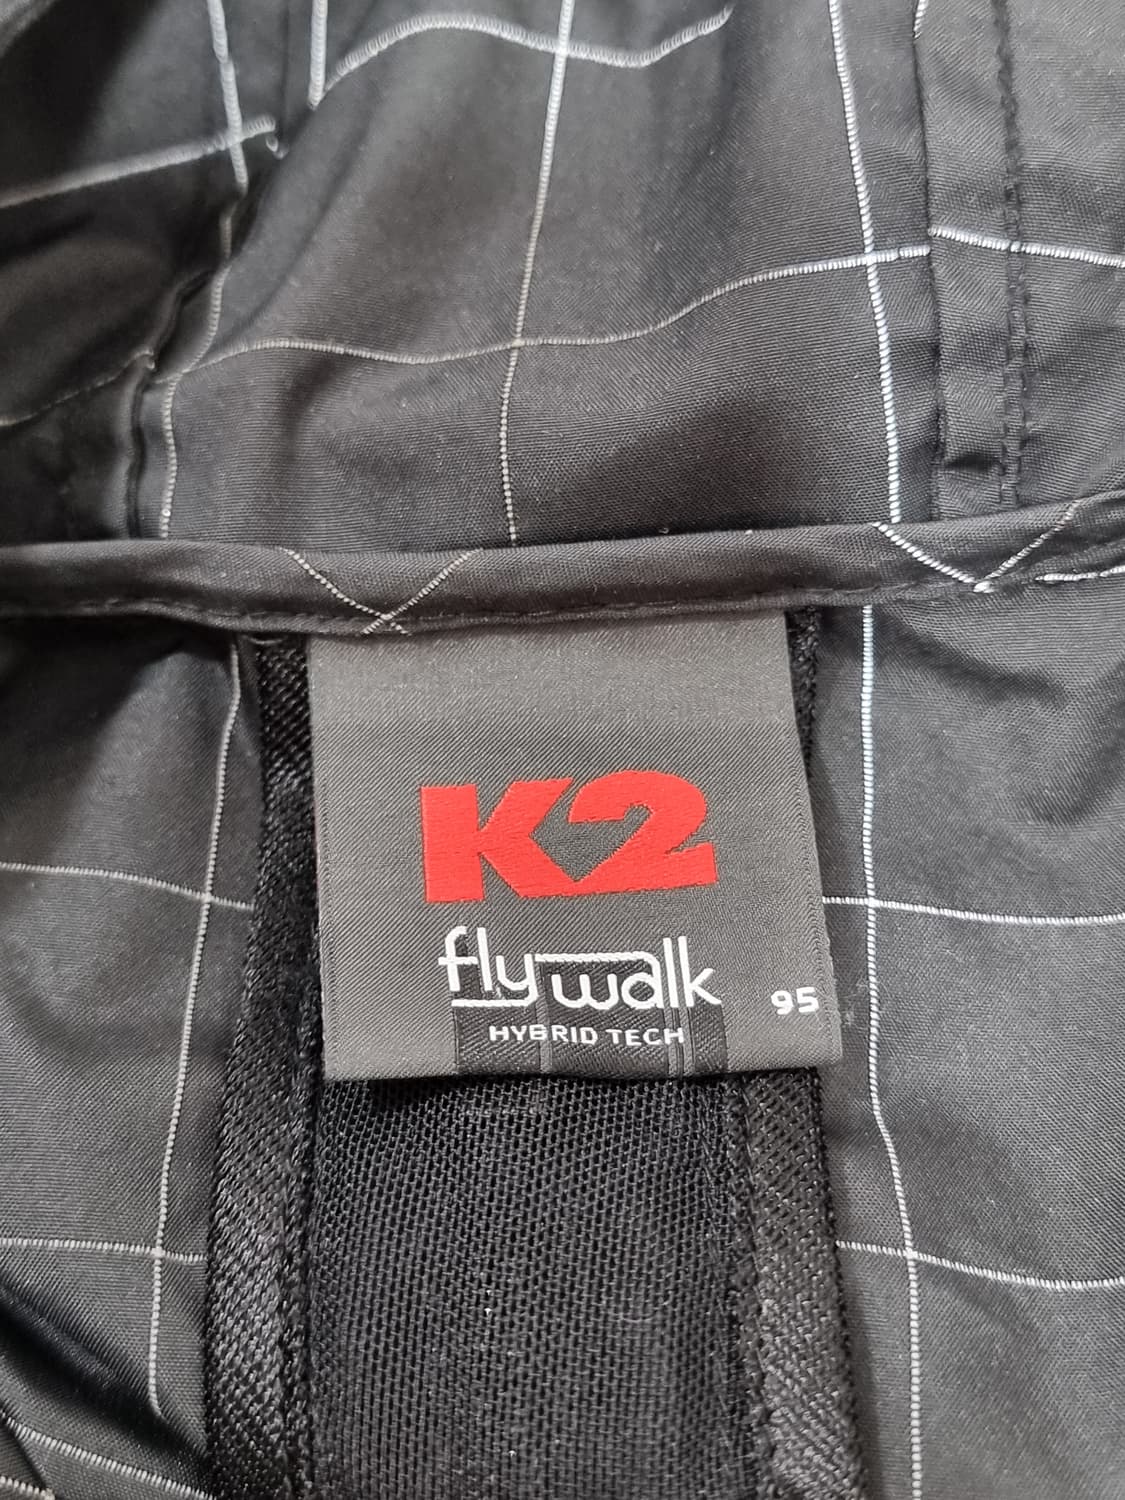 K2
flywalk
95
HYBRID TECH